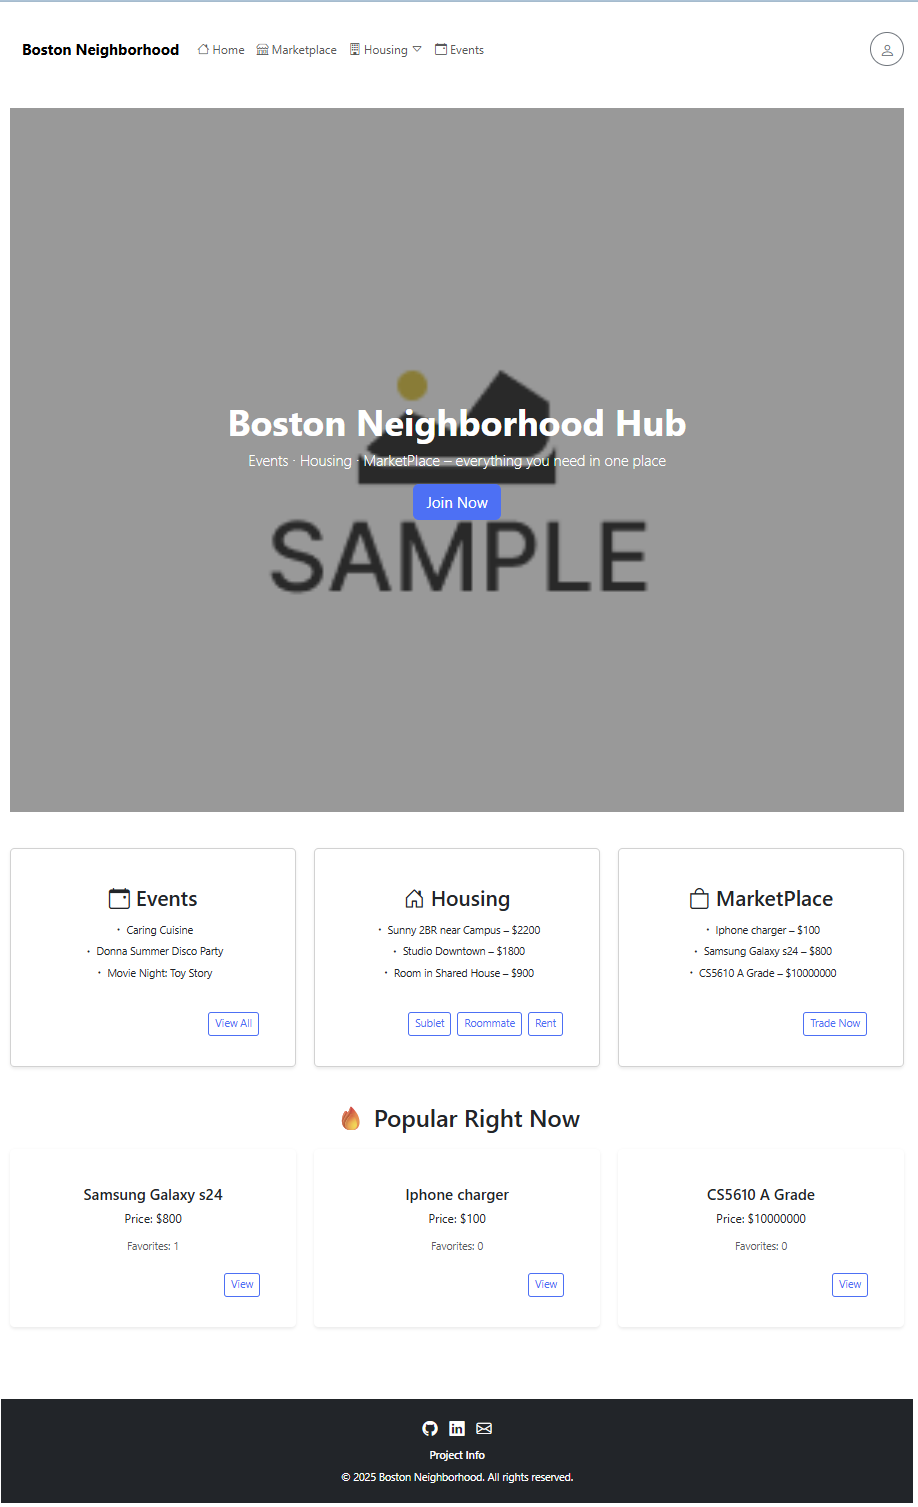 Boston Neighborhood Home Marketplace Housing Events
Boston Neighborhood Hub
Events · Housing · MarketPlace – everything you need in one place
Join Now
SAMPLE
Events
• Caring Cuisine
• Donna Summer Disco Party
• Movie Night: Toy Story
View All
Housing
• Sunny 2BR near Campus – $2200
• Studio Downtown – $1800
• Room in Shared House – $900
Sublet Roommate Rent
MarketPlace
• Iphone charger – $100
• Samsung Galaxy s24 – $800
• CS5610 A Grade – $10000000
Trade Now
🔥 Popular Right Now
Samsung Galaxy s24
Price: $800
Favorites: 1
View
Iphone charger
Price: $100
Favorites: 0
View
CS5610 A Grade
Price: $10000000
Favorites: 0
View
Project Info
© 2025 Boston Neighborhood. All rights reserved.